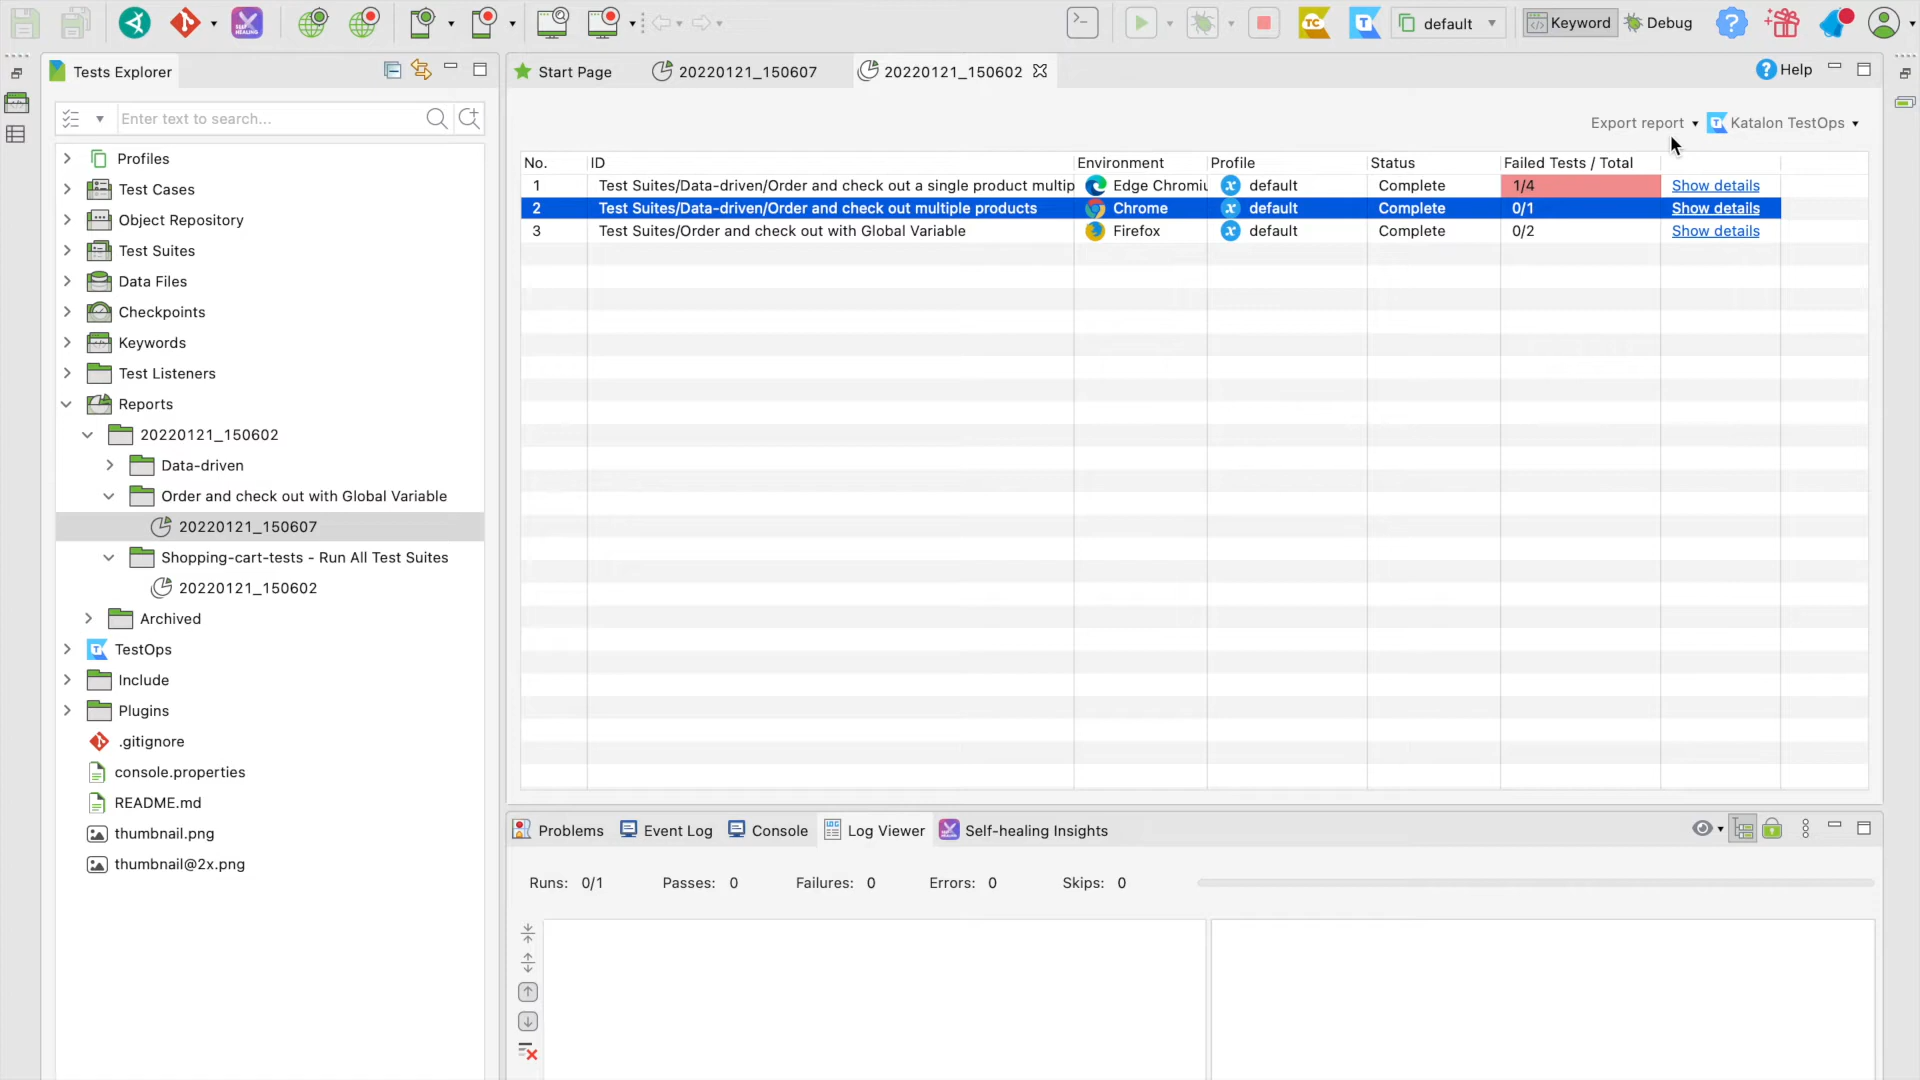 TC
default
Keyword
Debug
Tests Explorer
Start Page
20220121_150607
20220121_150602
Help
Enter text to search...
Export report
Katalon TestOps
No.
ID
Environment
Profile
Status
Failed Tests / Total
1
Test Suites/Data-driven/Order and check out a single product multip
Edge Chromiu
default
Complete
1/4
Show details
2
Test Suites/Data-driven/Order and check out multiple products
Chrome
default
Complete
0/1
Show details
3
Test Suites/Order and check out with Global Variable
Firefox
default
Complete
0/2
Show details
Profiles
Test Cases
Object Repository
Test Suites
Data Files
Checkpoints
Keywords
Test Listeners
Reports
20220121_150602
Data-driven
Order and check out with Global Variable
20220121_150607
Shopping-cart-tests - Run All Test Suites
20220121_150602
Archived
TestOps
Include
Plugins
.gitignore
console.properties
README.md
thumbnail.png
thumbnail@2x.png
Problems
Event Log
Console
Log Viewer
Self-healing Insights
Runs: 0/1
Passes: 0
Failures: 0
Errors: 0
Skips: 0